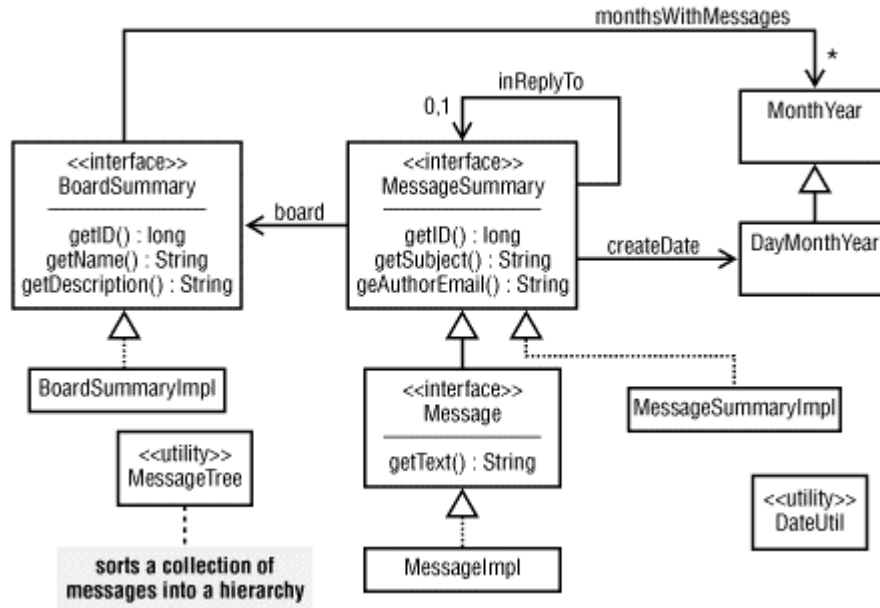 monthsWithMessages
*
inReplyTo
0,1
MonthYear
<<interface>>
BoardSummary
getID() : long
getName() : String
getDescription() : String
board
<<interface>>
MessageSummary
getID() : long
getSubject() : String
geAuthorEmail() : String
createDate
DayMonthYear
BoardSummaryImpl
<<interface>>
Message
getText() : String
MessageSummaryImpl
<<utility>>
MessageTree
<<utility>>
DateUtil
sorts a collection of
messages into a hierarchy
MessageImpl